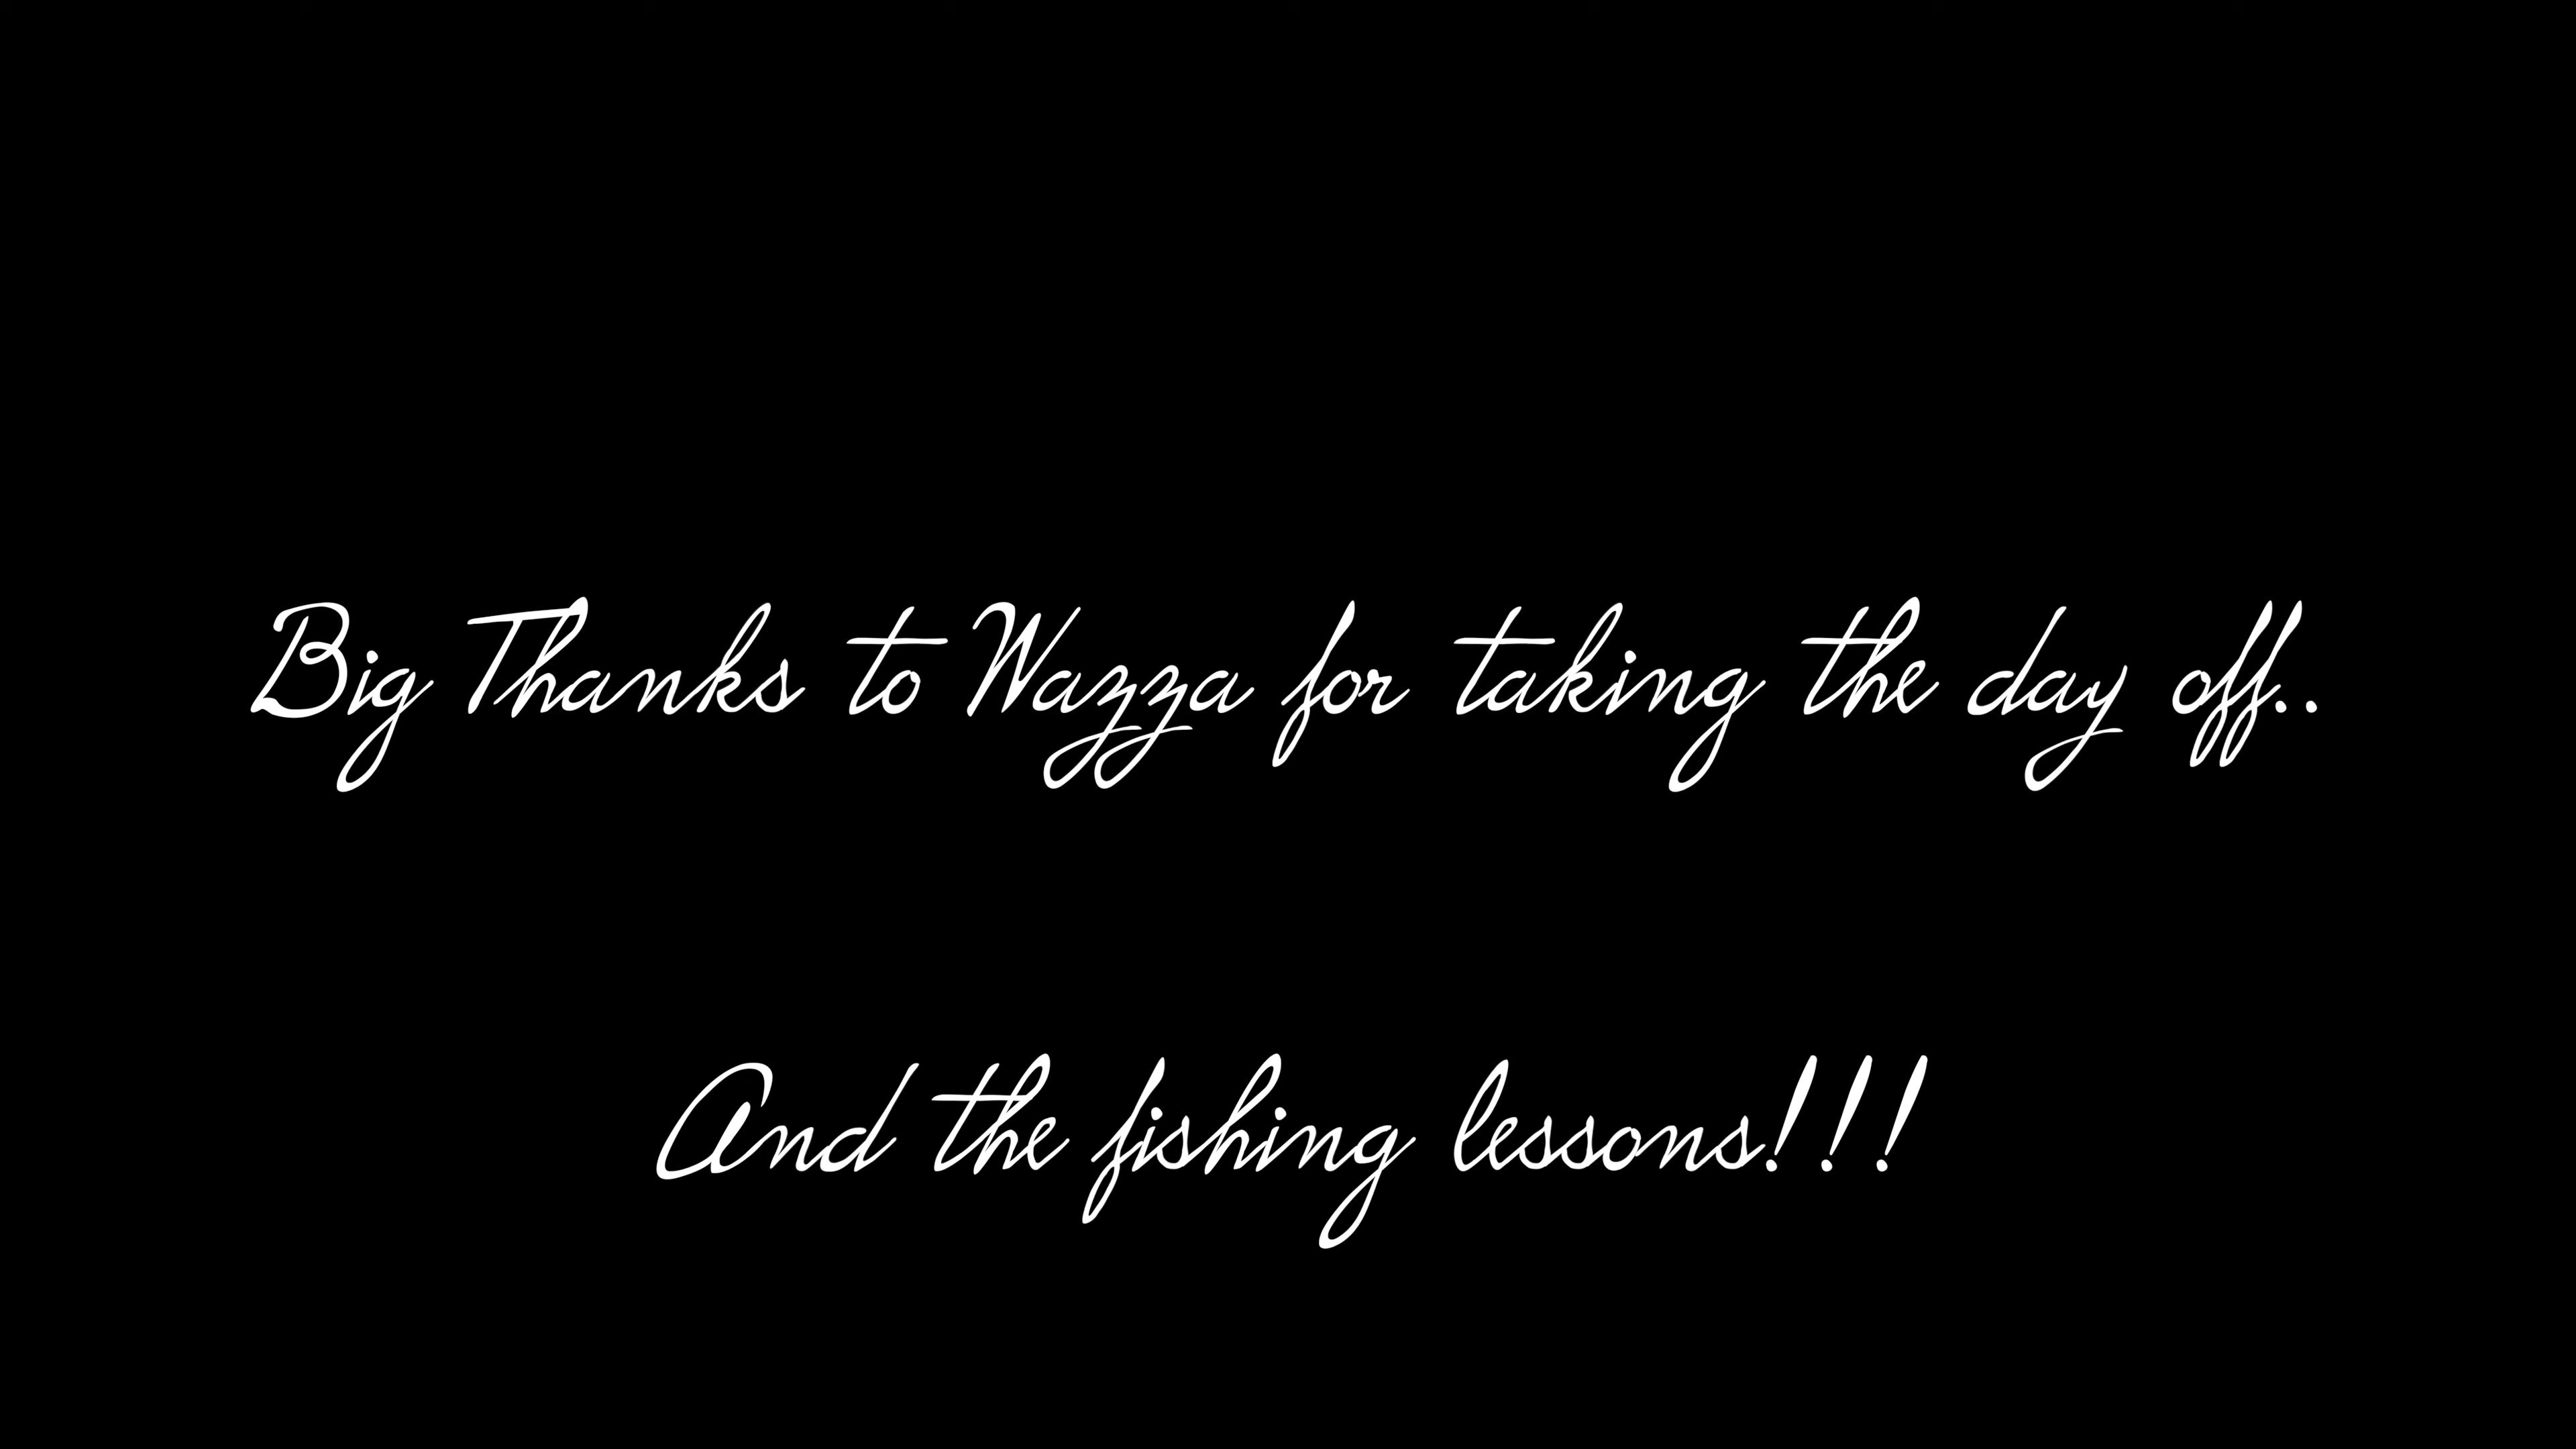 Big Thanks to Wazza for taking the day off..
And the fishing lessons!!!